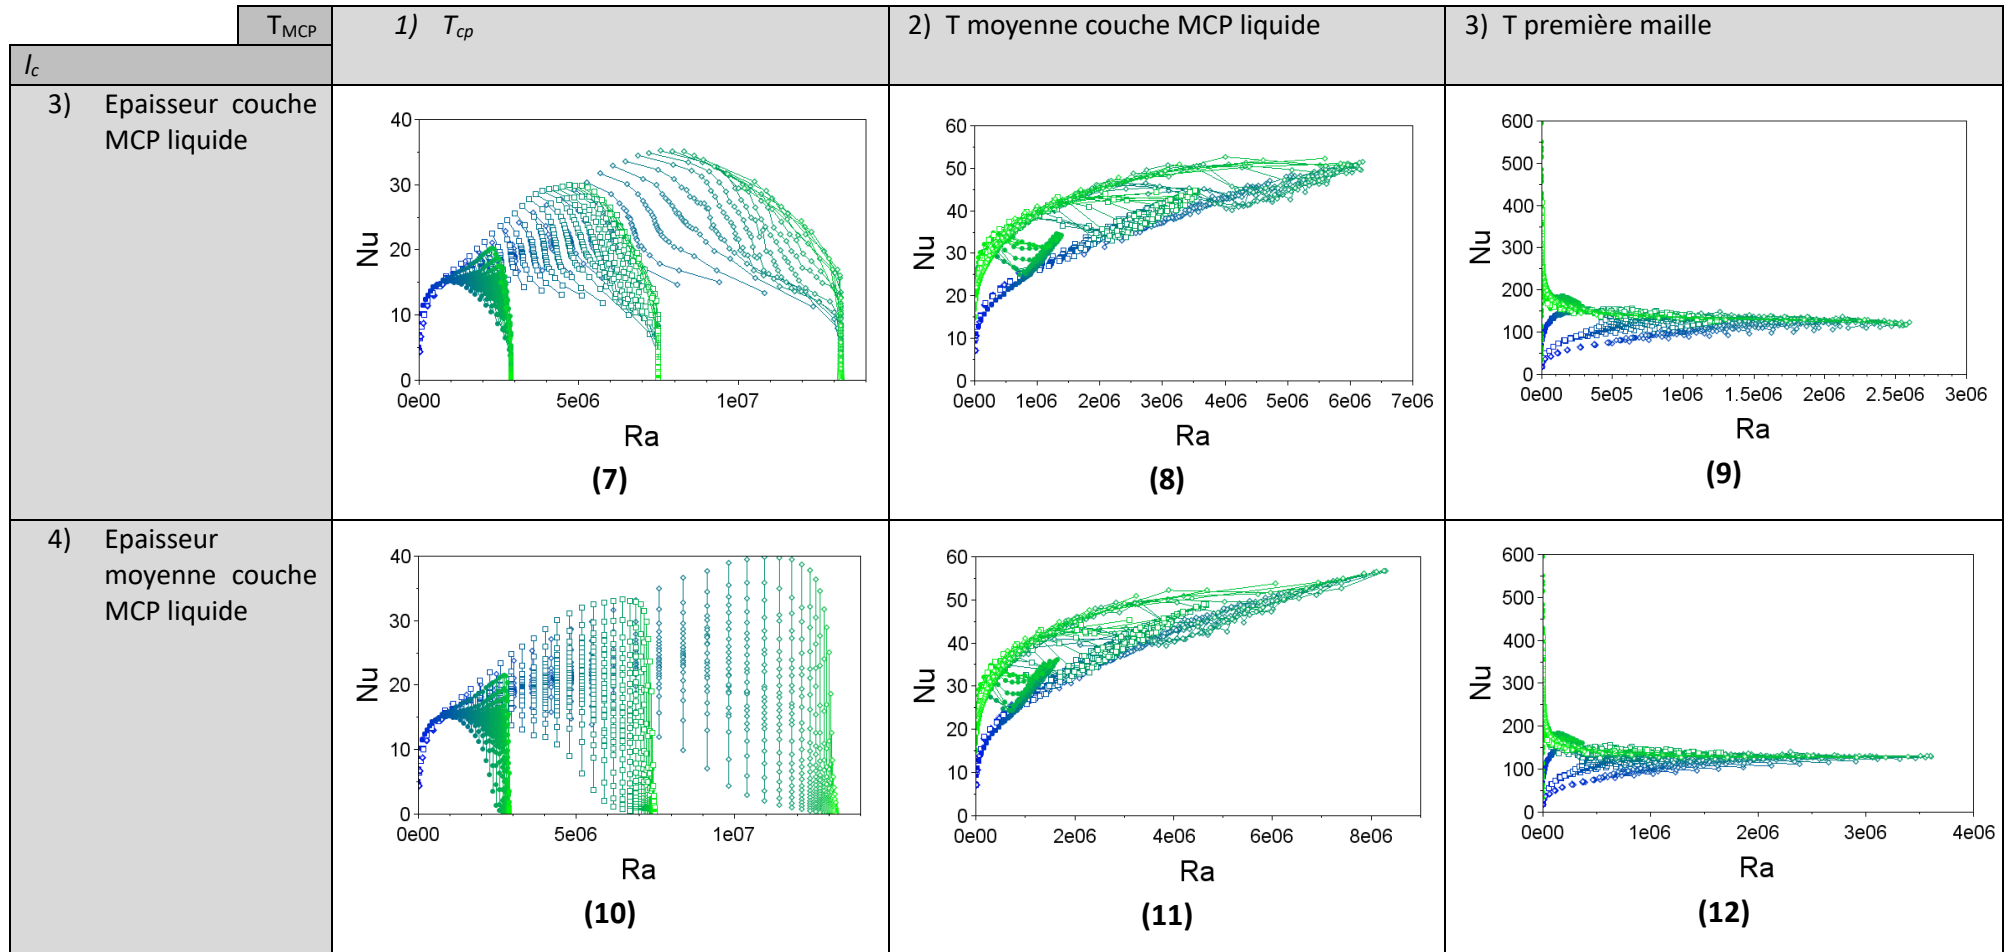 T_MCP
1) T_cp
2) T moyenne couche MCP liquide
3) T première maille
l_c
3) Epaisseur couche
MCP liquide
40
30
20
10
0
0e00 5e06 1e07
Nu
Ra
(7)
60
50
40
30
20
10
0
0e00 1e06 2e06 3e06 4e06 5e06 6e06 7e06
Nu
Ra
(8)
600
500
400
300
200
100
0
0e00 5e05 1e06 1.5e06 2e06 2.5e06 3e06
Nu
Ra
(9)
4) Epaisseur
moyenne couche
MCP liquide
40
30
20
10
0
0e00 5e06 1e07
Nu
Ra
(10)
60
50
40
30
20
10
0
0e00 2e06 4e06 6e06 8e06
Nu
Ra
(11)
600
500
400
300
200
100
0
0e00 1e06 2e06 3e06 4e06
Nu
Ra
(12)